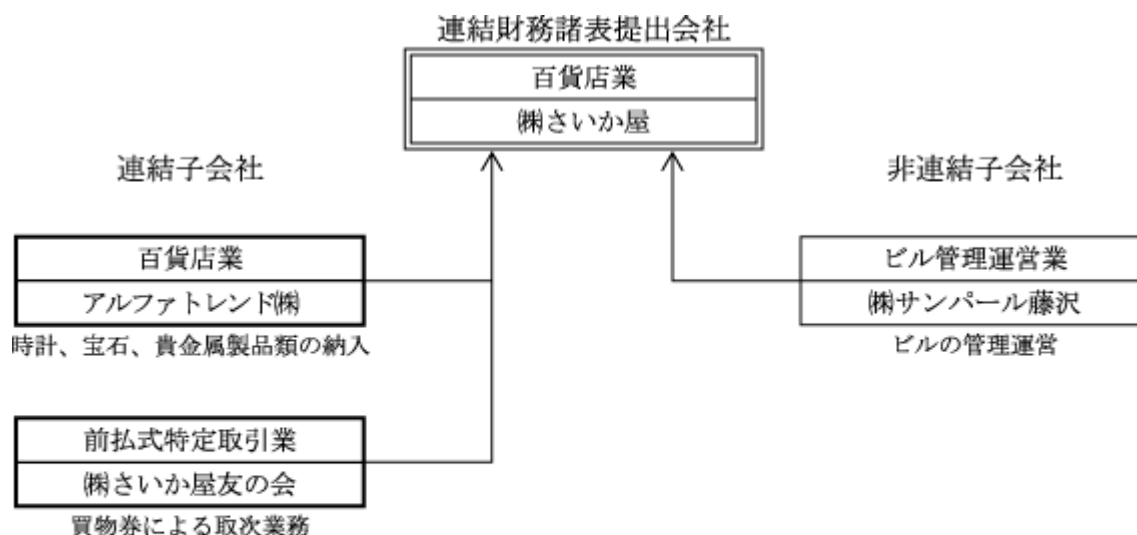 連結財務諸表提出会社
百貨店業
㈱さいか屋
連結子会社
非連結子会社
百貨店業
アルファトレンド㈱
時計、宝石、貴金属製品類の納入
ビル管理運営業
㈱サンパール藤沢
ビルの管理運営
前払式特定取引業
㈱さいか屋友の会
買物券による取次業務